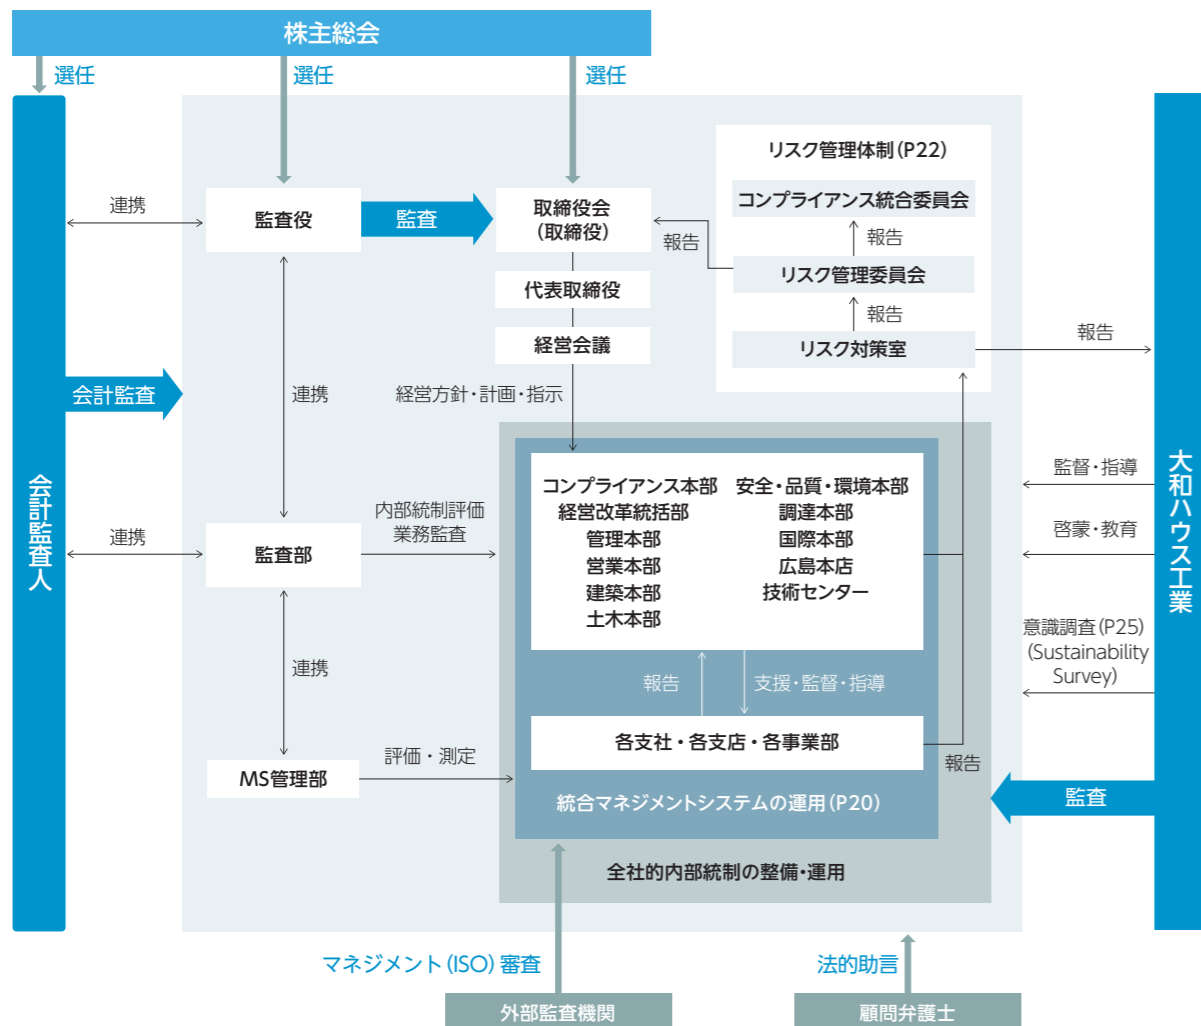 株主総会
選任
選任
選任
会計監査人
連携
監査役
監査
取締役会
(取締役)
代表取締役
経営会議
報告
リスク管理体制(P22)
コンプライアンス統合委員会
報告
リスク管理委員会
報告
リスク対策室
報告
会計監査
連携
経営方針・計画・指示
大和ハウス工業
監督・指導
啓蒙・教育
意識調査(P25)
(Sustainability
Survey)
監査
連携
監査部
内部統制評価
業務監査
コンプライアンス本部
経営改革統括部
管理本部
営業本部
建築本部
土木本部
安全・品質・環境本部
調達本部
国際本部
広島本店
技術センター
連携
報告
支援・監督・指導
各支社・各支店・各事業部
報告
MS管理部
評価・測定
統合マネジメントシステムの運用(P20)
全社的内部統制の整備・運用
マネジメント(ISO)審査
法的助言
外部監査機関
顧問弁護士